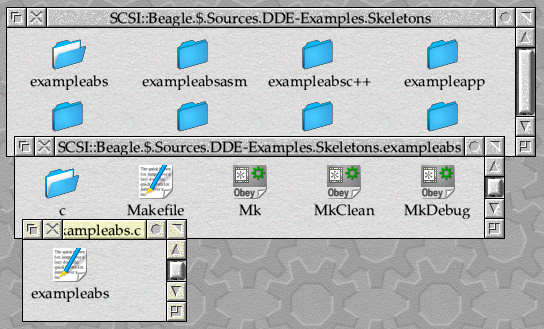 SCSI::Beagle.$.Sources.DDE-Examples.Skeletons
exampleabs exampleabsasm exampleabsc++ exampleapp
SCSI::Beagle.$.Sources.DDE-Examples.Skeletons.exampleabs
Obey Obey Obey
c Makefile Mk MkClean MkDebug
xampleabs.c
exampleabs